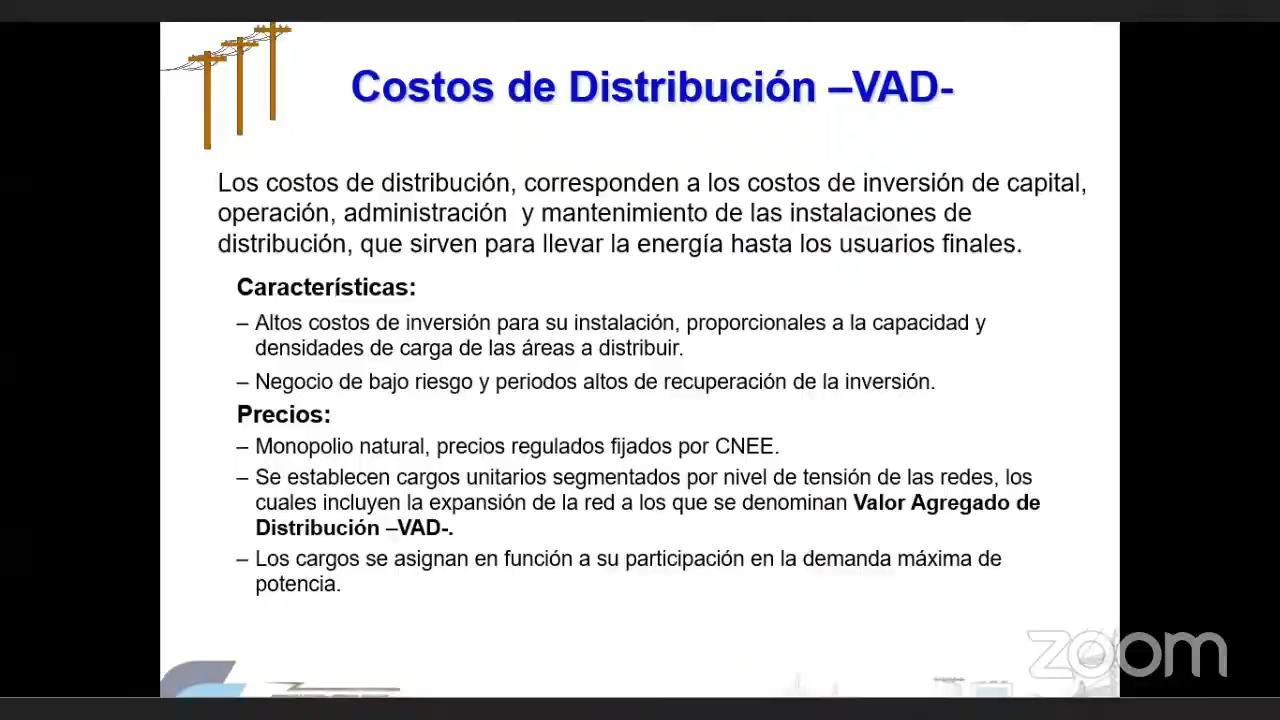 Costos de Distribución –VAD-
Los costos de distribución, corresponden a los costos de inversión de capital,
operación, administración y mantenimiento de las instalaciones de
distribución, que sirven para llevar la energía hasta los usuarios finales.
Características:
– Altos costos de inversión para su instalación, proporcionales a la capacidad y
densidades de carga de las áreas a distribuir.
– Negocio de bajo riesgo y periodos altos de recuperación de la inversión.
Precios:
– Monopolio natural, precios regulados fijados por CNEE.
– Se establecen cargos unitarios segmentados por nivel de tensión de las redes, los
cuales incluyen la expansión de la red a los que se denominan Valor Agregado de
Distribución –VAD-.
– Los cargos se asignan en función a su participación en la demanda máxima de
potencia.
zoom